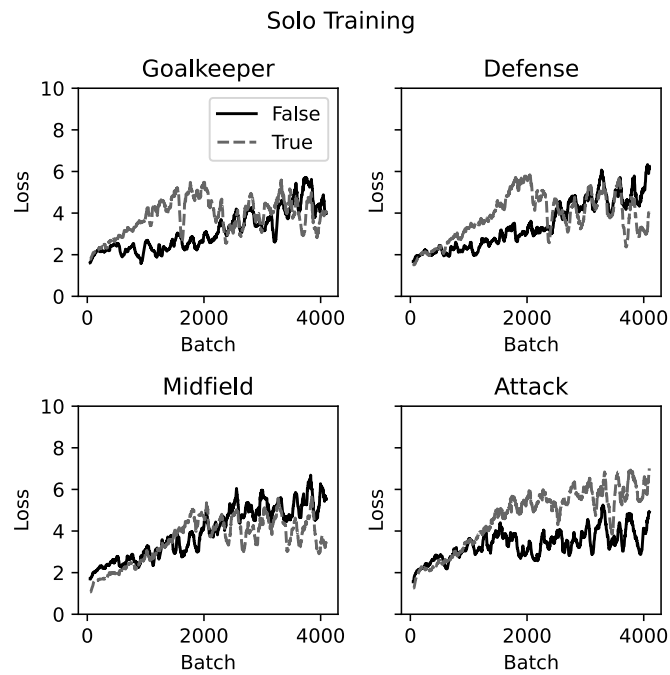 Solo Training
Goalkeeper
Defense
10
8
6
4
2
0
Loss
False
True
0
2000
4000
Batch
Loss
0
2000
4000
Batch
Midfield
Attack
10
8
6
4
2
0
Loss
0
2000
4000
Batch
Loss
0
2000
4000
Batch